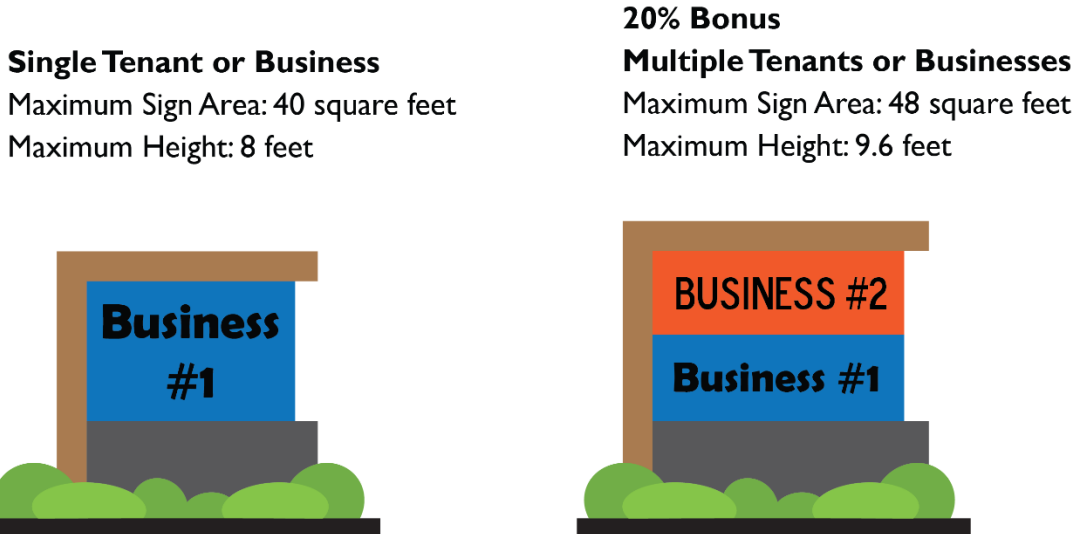 Single Tenant or Business
Maximum Sign Area: 40 square feet
Maximum Height: 8 feet
Business
#1
20% Bonus
Multiple Tenants or Businesses
Maximum Sign Area: 48 square feet
Maximum Height: 9.6 feet
BUSINESS #2
Business #1